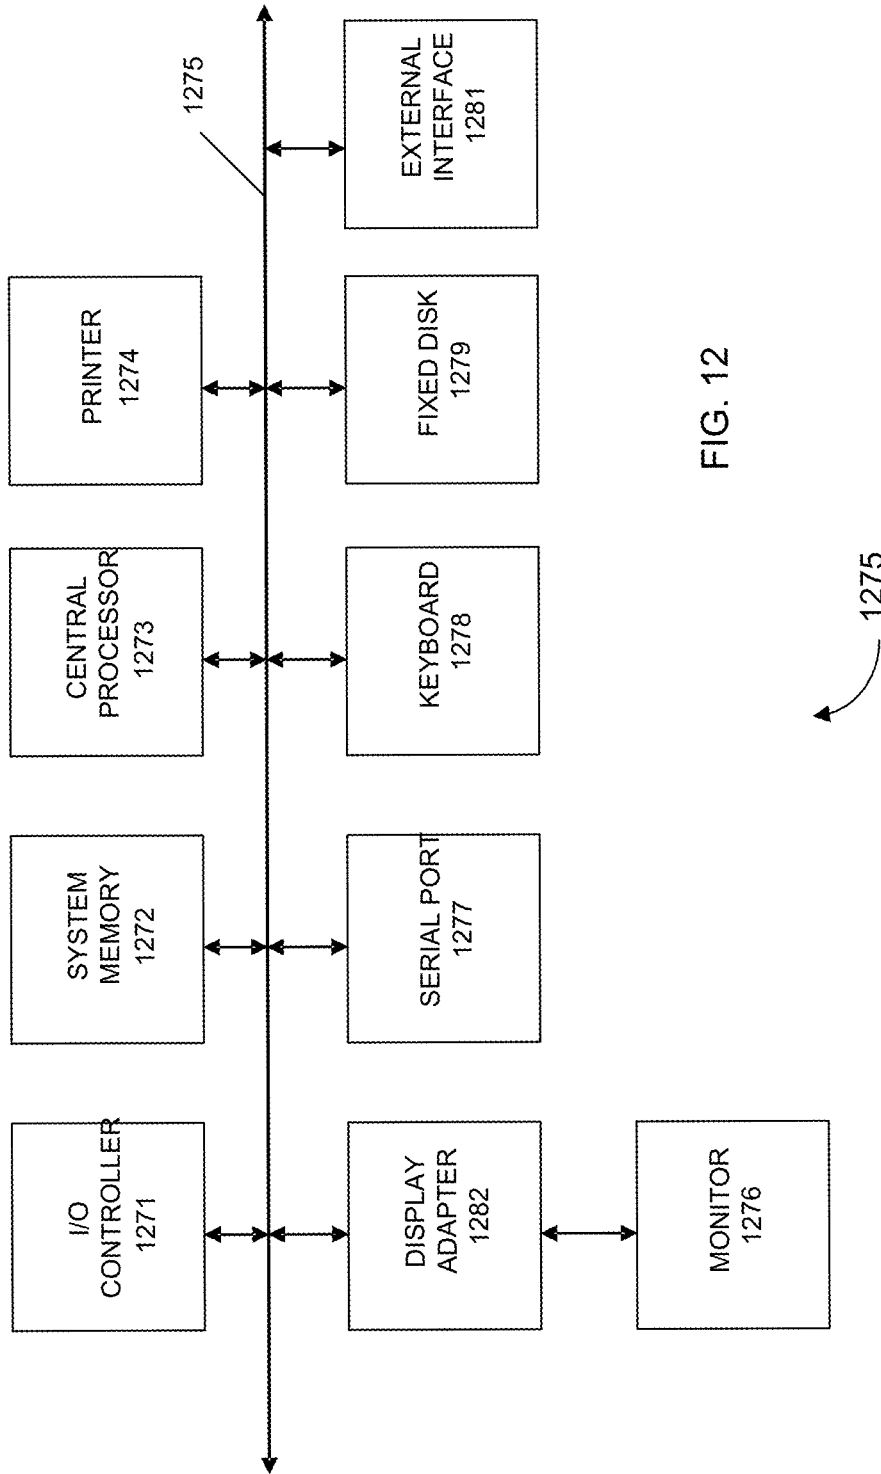 I/O
CONTROLLER
1271
SYSTEM
MEMORY
1272
CENTRAL
PROCESSOR
1273
PRINTER
1274
1275
DISPLAY
ADAPTER
1282
SERIAL PORT
1277
KEYBOARD
1278
FIXED DISK
1279
EXTERNAL
INTERFACE
1281
MONITOR
1276
FIG. 12
1275